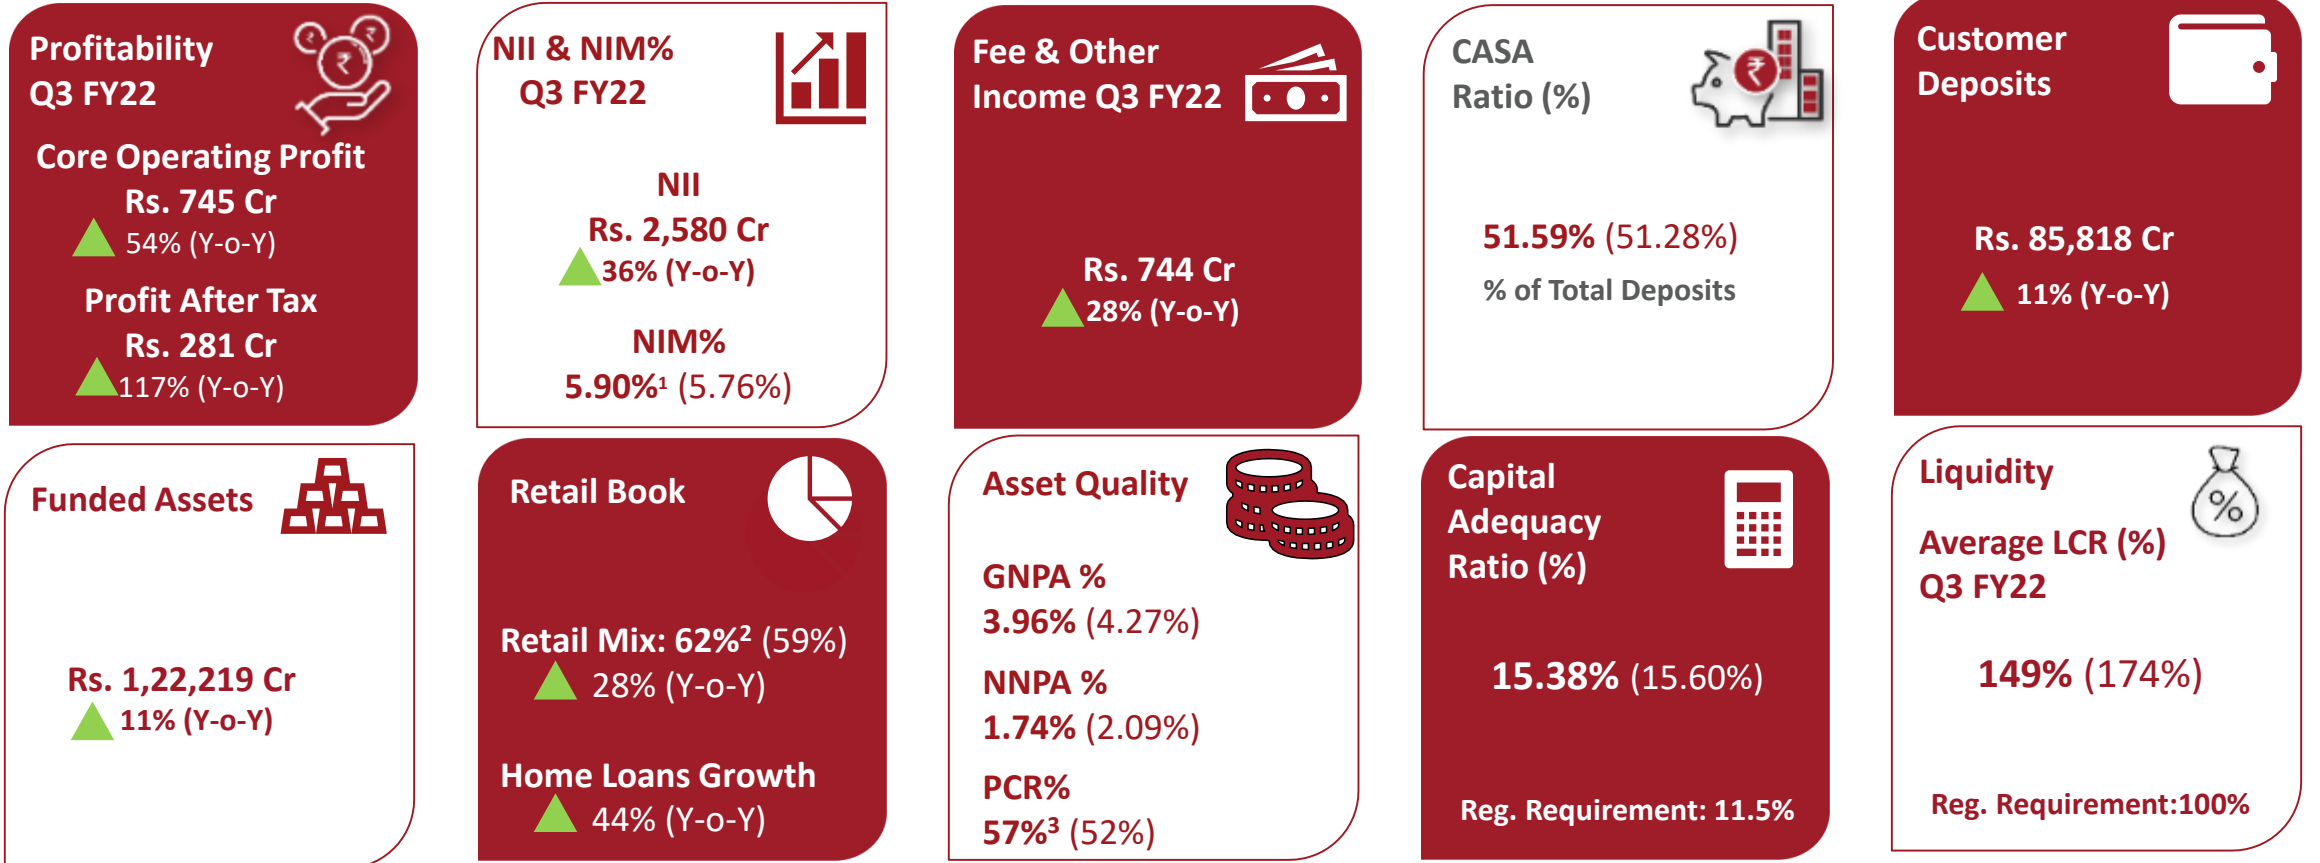 Profitability
Q3 FY22
Core Operating Profit
Rs. 745 Cr
54% (Y-o-Y)
Profit After Tax
Rs. 281 Cr
117% (Y-o-Y)
NII & NIM%
Q3 FY22
NII
Rs. 2,580 Cr
36% (Y-o-Y)
NIM%
5.90%¹ (5.76%)
Fee & Other
Income Q3 FY22
Rs. 744 Cr
28% (Y-o-Y)
CASA
Ratio (%)
51.59% (51.28%)
% of Total Deposits
Customer
Deposits
Rs. 85,818 Cr
11% (Y-o-Y)
Funded Assets
Rs. 1,22,219 Cr
11% (Y-o-Y)
Retail Book
Retail Mix: 62%² (59%)
28% (Y-o-Y)
Home Loans Growth
44% (Y-o-Y)
Asset Quality
GNPA %
3.96% (4.27%)
NNPA %
1.74% (2.09%)
PCR%
57%³ (52%)
Capital
Adequacy
Ratio (%)
15.38% (15.60%)
Reg. Requirement: 11.5%
Liquidity
Average LCR (%)
Q3 FY22
149% (174%)
Reg. Requirement:100%